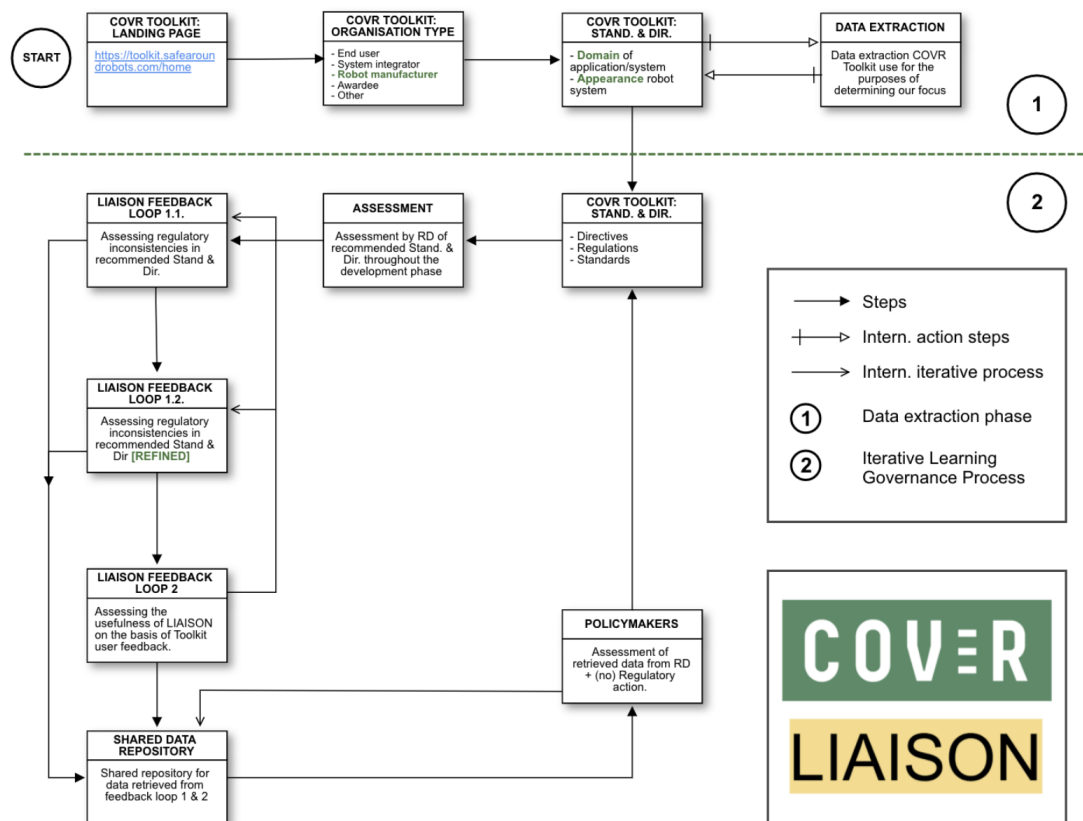 START
COVR TOOLKIT:
LANDING PAGE
https://toolkit.safearoun
drobots.com/home
COVR TOOLKIT:
ORGANISATION TYPE
- End user
- System integrator
- Robot manufacturer
- Awardee
- Other
COVR TOOLKIT:
STAND. & DIR.
- Domain of
application/system
- Appearance robot
system
DATA EXTRACTION
Data extraction COVR
Toolkit use for the
purposes of
determining our focus
1
2
LIAISON FEEDBACK
LOOP 1.1.
Assessing regulatory
inconsistencies in
recommended Stand &
Dir.
ASSESSMENT
Assessment by RD of
recommended Stand. &
Dir. throughout the
development phase
COVR TOOLKIT:
STAND. & DIR.
- Directives
- Regulations
- Standards
Steps
Intern. action steps
Intern. iterative process
1 Data extraction phase
2 Iterative Learning
Governance Process
LIAISON FEEDBACK
LOOP 1.2.
Assessing regulatory
inconsistencies in
recommended Stand &
Dir [REFINED]
LIAISON FEEDBACK
LOOP 2
Assessing the
usefulness of LIAISON
on the basis of Toolkit
user feedback.
POLICYMAKERS
Assessment of
retrieved data from RD
+ (no) Regulatory
action.
SHARED DATA
REPOSITORY
Shared repository for
data retrieved from
feedback loop 1 & 2
COVER
LIAISON